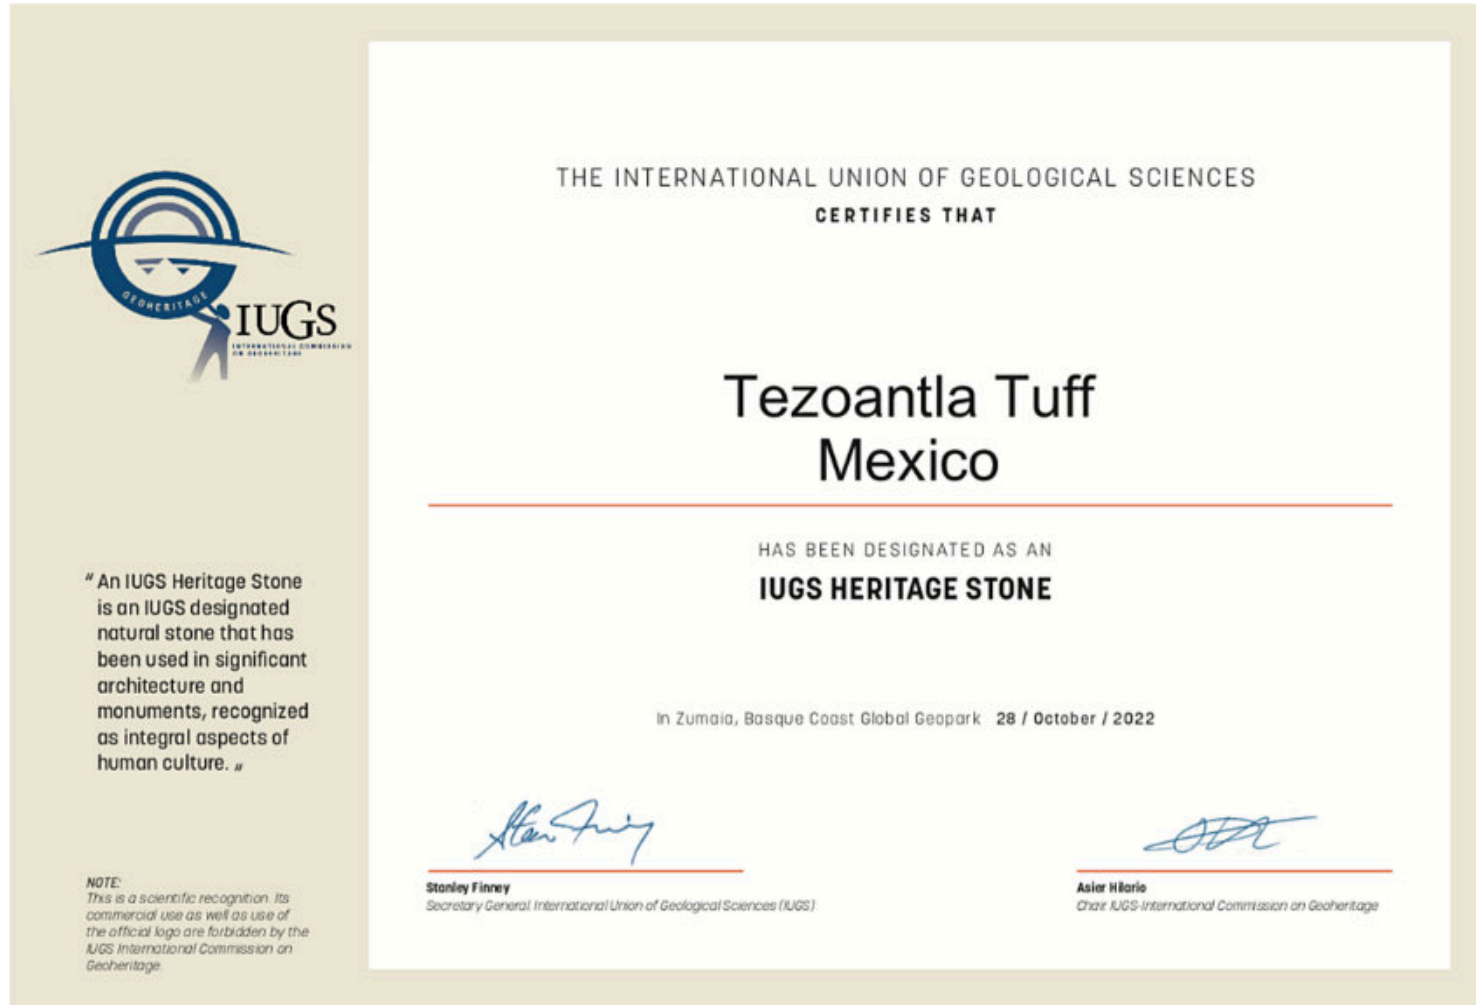 GEOHERITAGE
IUGS
INTERNATIONAL COMMISSION
ON GEOHERITAGE
" An IUGS Heritage Stone
is an IUGS designated
natural stone that has
been used in significant
architecture and
monuments, recognized
as integral aspects of
human culture. "
NOTE:
This is a scientific recognition. Its
commercial use as well as use of
the official logo are forbidden by the
IUGS International Commission on
Geoheritage.
THE INTERNATIONAL UNION OF GEOLOGICAL SCIENCES
CERTIFIES THAT
Tezoantla Tuff
Mexico
HAS BEEN DESIGNATED AS AN
IUGS HERITAGE STONE
In Zumaia, Basque Coast Global Geopark 28 / October / 2022
Stanley Finney
Secretary General. International Union of Geological Sciences (IUGS)
Asier Hilario
Chair. IUGS-International Commission on Geoheritage